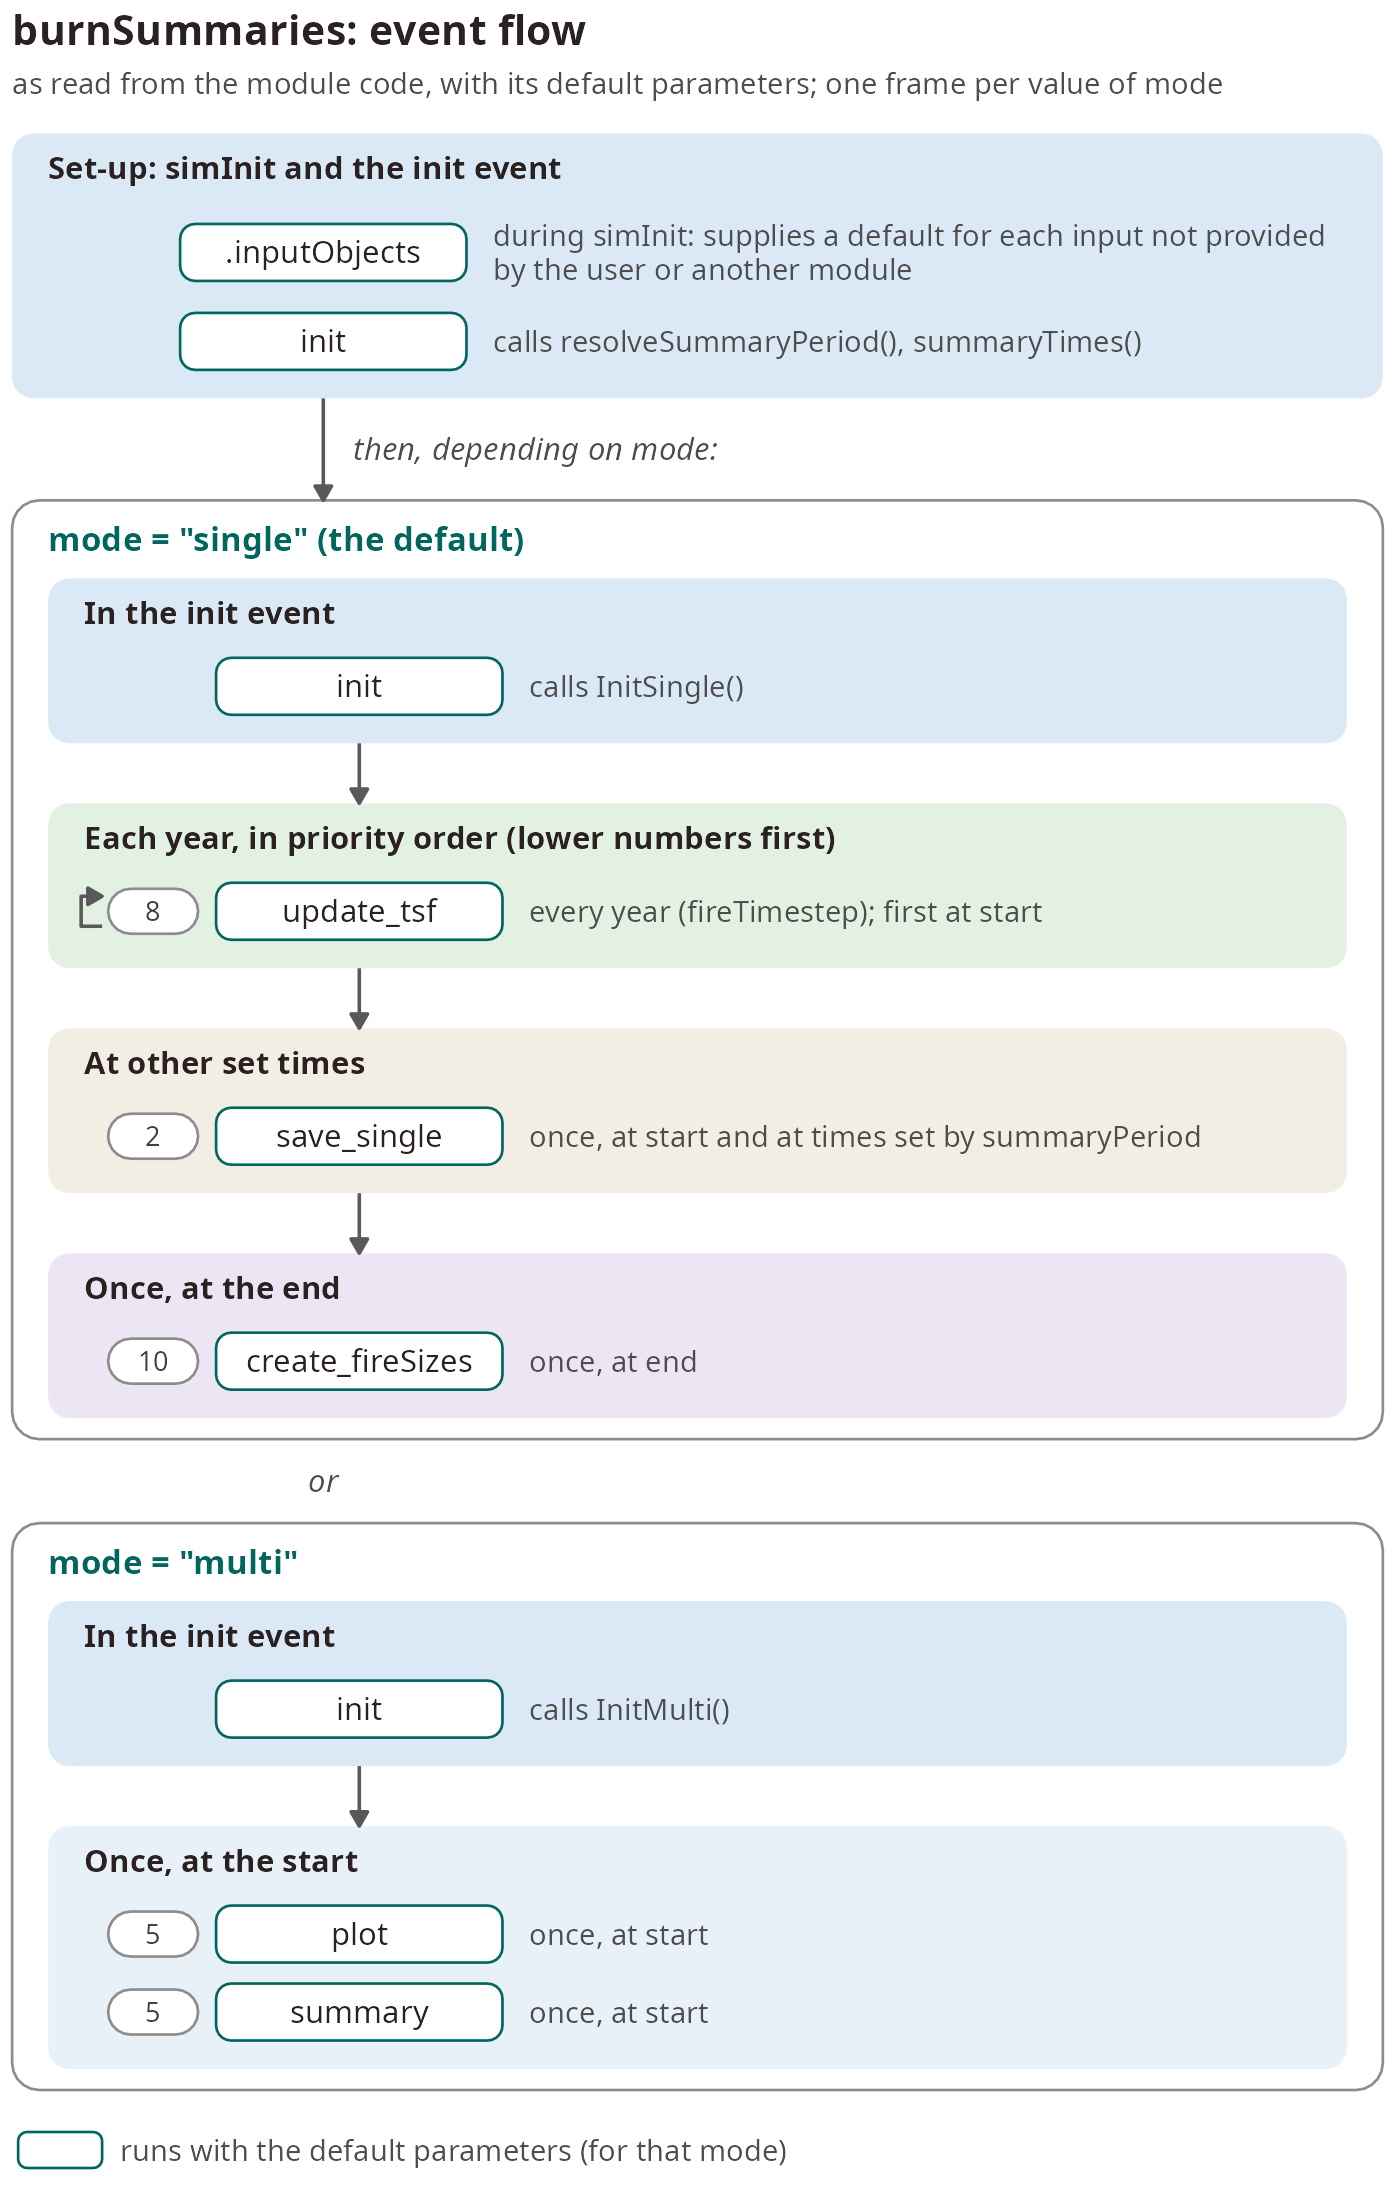 burnSummaries: event flow
as read from the module code, with its default parameters; one frame per value of mode
Set-up: simInit and the init event
.inputObjects
during simInit: supplies a default for each input not provided
by the user or another module
init
calls resolveSummaryPeriod(), summaryTimes()
then, depending on mode:
mode = "single" (the default)
In the init event
init
calls InitSingle()
Each year, in priority order (lower numbers first)
8
update_tsf
every year (fireTimestep); first at start
At other set times
2
save_single
once, at start and at times set by summaryPeriod
Once, at the end
10
create_fireSizes
once, at end
or
mode = "multi"
In the init event
init
calls InitMulti()
Once, at the start
5
plot
once, at start
5
summary
once, at start
runs with the default parameters (for that mode)